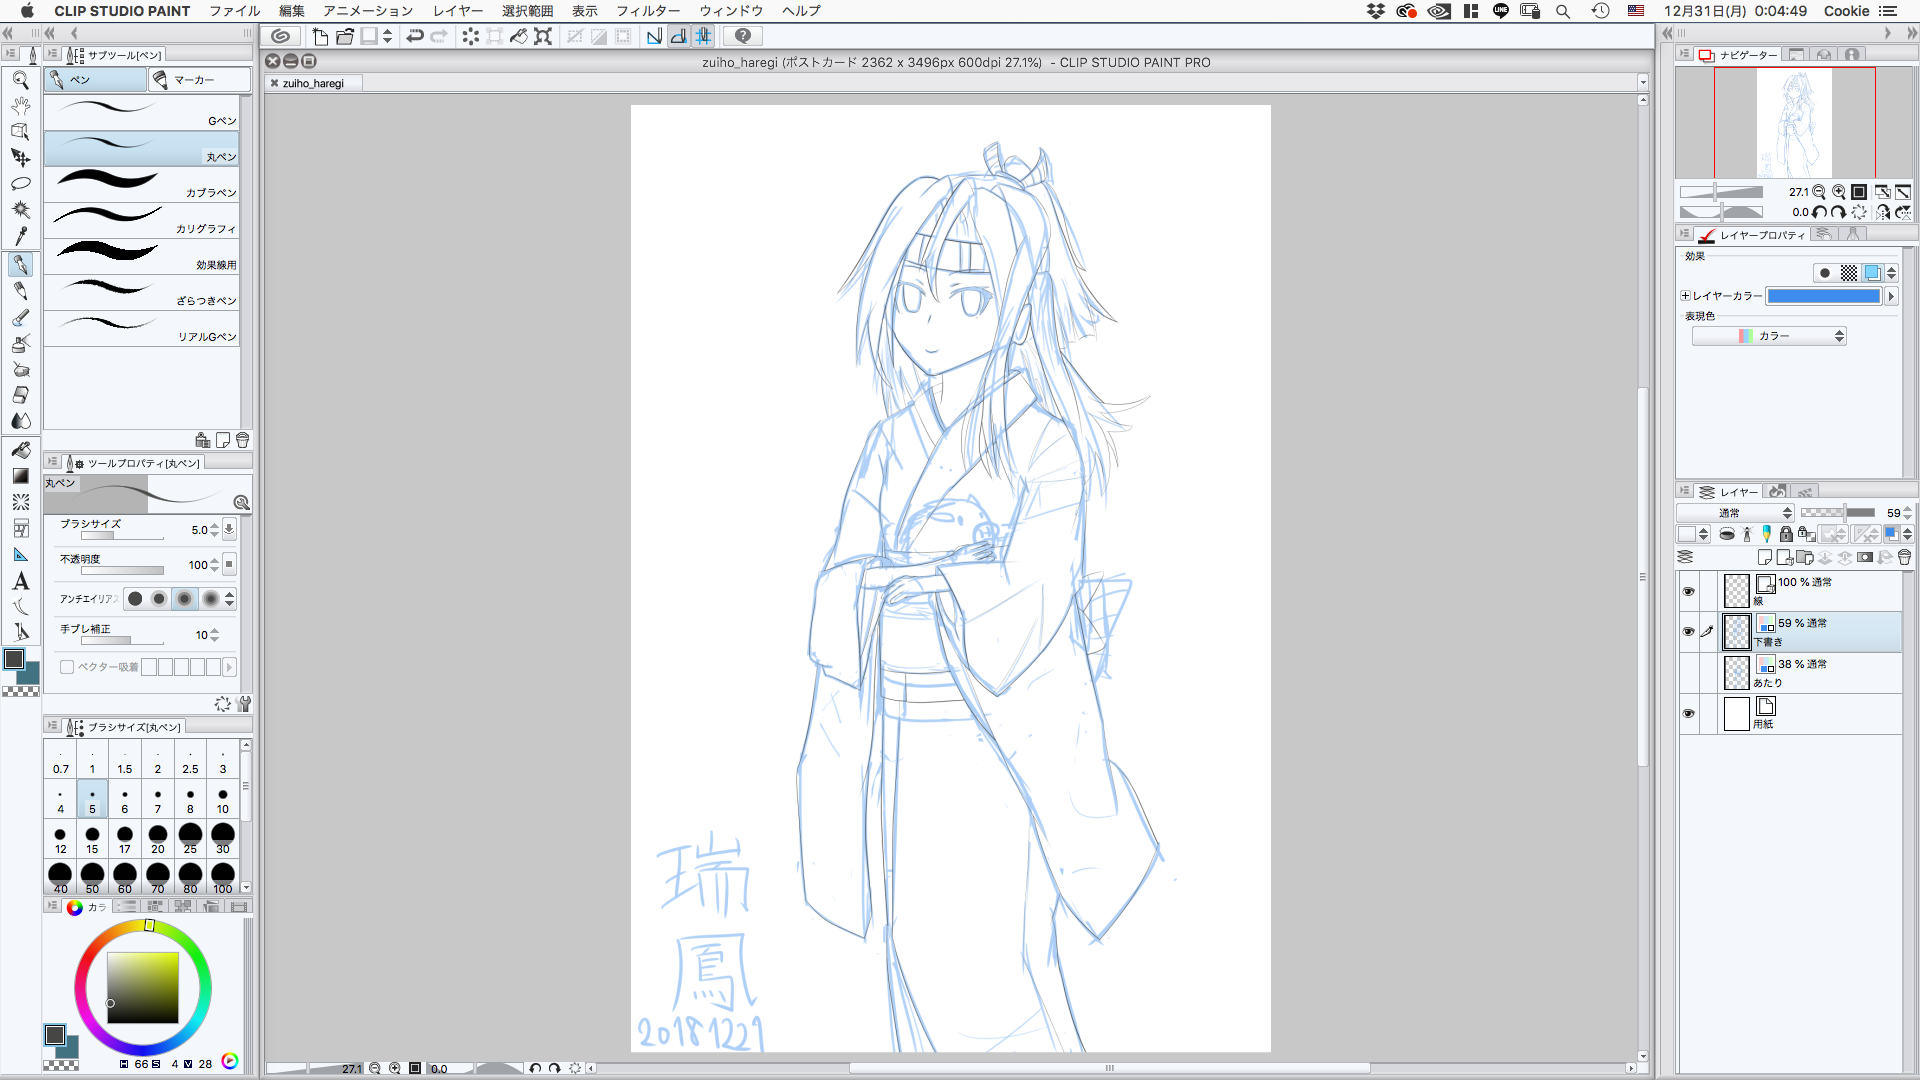 CLIP STUDIO PAINT ファイル 編集 アニメーション レイヤー 選択範囲 表示 フィルター ウィンドウ ヘルプ
12月31日(月) 0:04:49 Cookie
サブツール[ペン]
ペン
マーカー
Gペン
丸ペン
カブラペン
カリグラフィ
効果線用
ざらつきペン
リアルGペン
ツールプロパティ[丸ペン]
丸ペン
ブラシサイズ 5.0
不透明度 100
アンチエイリアス
手ブレ補正 10
ベクター吸着
ブラシサイズ[丸ペン]
0.7 1 1.5 2 2.5 3
4 5 6 7 8 10
12 15 17 20 25 30
40 50 60 70 80 100
カラ
H 66 S 4 V 28
zuiho_haregi (ポストカード 2362 x 3496px 600dpi 27.1%) - CLIP STUDIO PAINT PRO
zuiho_haregi
瑞
鳳
20181221
27.1 0.0
ナビゲーター
27.1
0.0
レイヤープロパティ
効果
レイヤーカラー
表現色
カラー
レイヤー
通常 59
100 % 通常
線
59 % 通常
下書き
38 % 通常
あたり
用紙